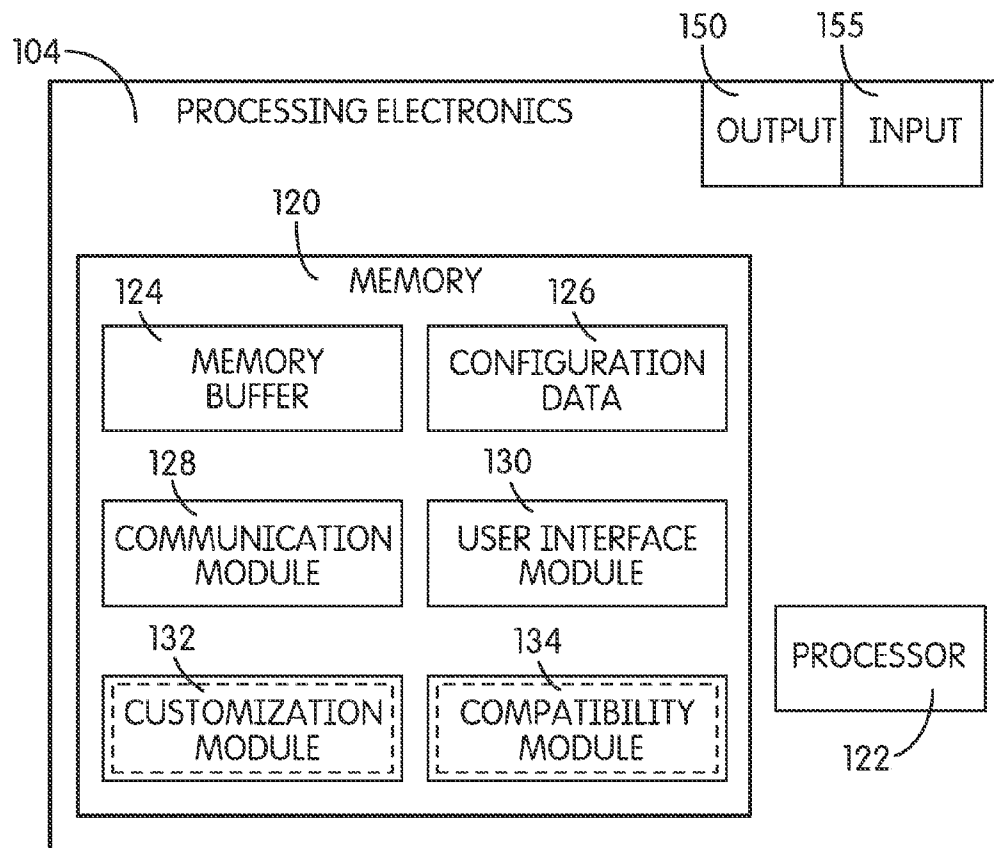 150
155
104
PROCESSING ELECTRONICS
OUTPUT
INPUT
120
MEMORY
124
126
MEMORY
BUFFER
CONFIGURATION
DATA
128
130
COMMUNICATION
MODULE
USER INTERFACE
MODULE
132
134
CUSTOMIZATION
MODULE
COMPATIBILITY
MODULE
PROCESSOR
122